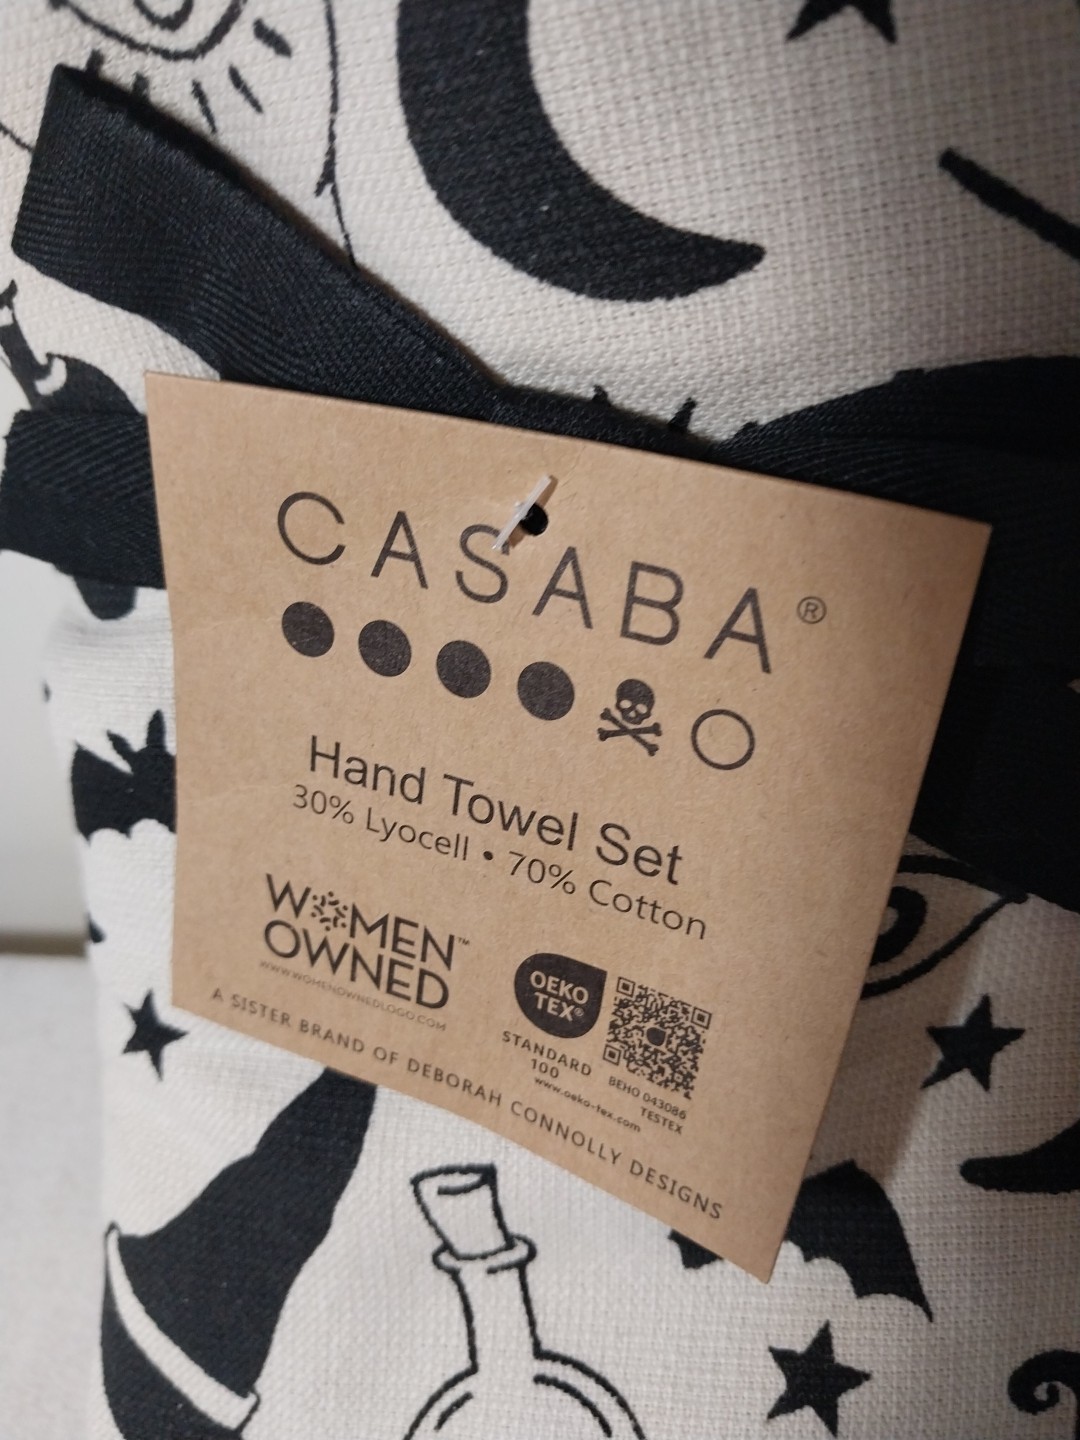 CASABA®
Hand Towel Set
30% Lyocell • 70% Cotton
WOMEN™
OWNED
WWW.WOMENOWNEDLOGO.COM
OEKO
TEX®
STANDARD
100
www.oeko-tex.com
BEHO 043086
TESTEX
A SISTER BRAND OF DEBORAH CONNOLLY DESIGNS